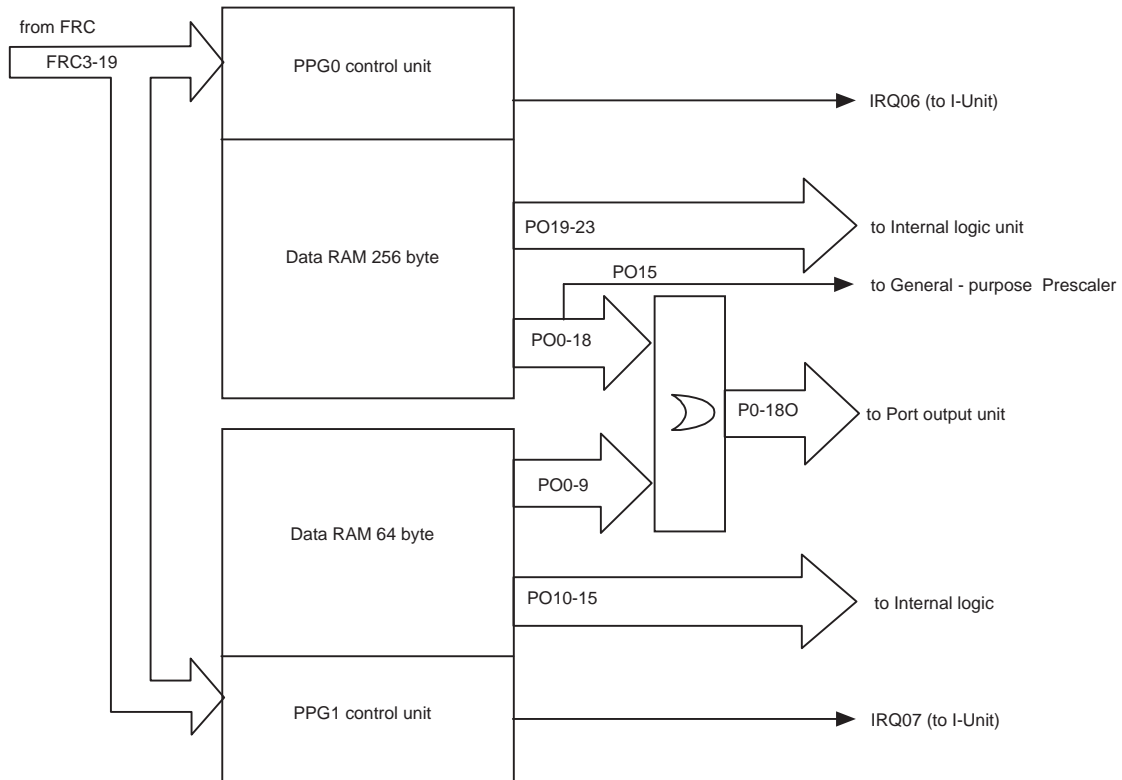 from FRC
FRC3-19
PPG0 control unit
IRQ06 (to I-Unit)
PO19-23
to Internal logic unit
Data RAM 256 byte
PO15
to General - purpose Prescaler
PO0-18
P0-18O
to Port output unit
PO0-9
Data RAM 64 byte
PO10-15
to Internal logic
PPG1 control unit
IRQ07 (to I-Unit)